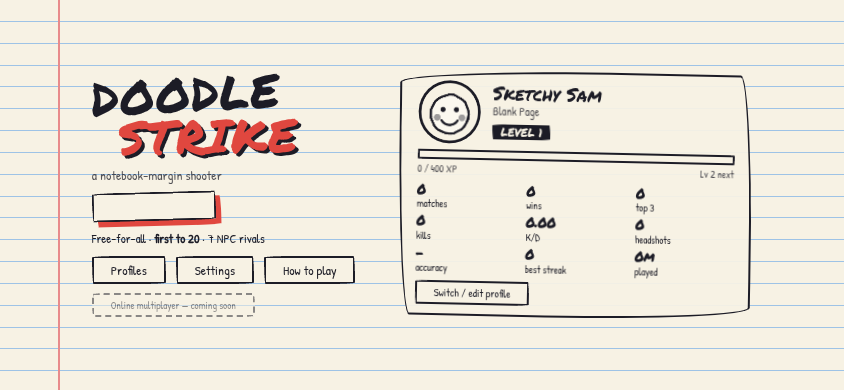 DOODLE
STRIKE
a notebook-margin shooter
Free-for-all · first to 20 · 7 NPC rivals
Profiles
Settings
How to play
Online multiplayer — coming soon
Sketchy Sam
Blank Page
LEVEL 1
0 / 400 XP
Lv 2 next
0
matches
0
wins
0
top 3
0
kills
0.00
K/D
0
headshots
—
accuracy
0
best streak
0m
played
Switch / edit profile